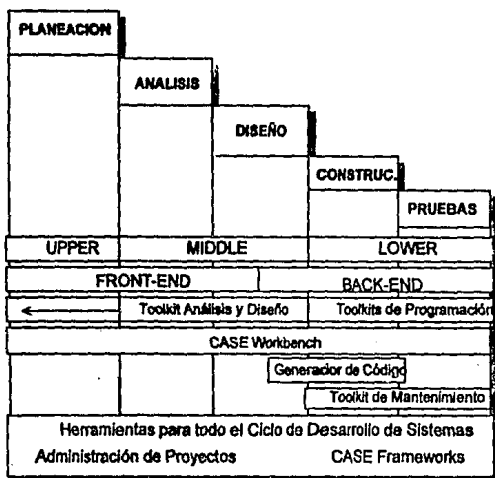 PLANEACION
ANALISIS
DISEÑO
CONSTRUC.
PRUEBAS
UPPER MIDDLE LOWER
FRONT-END BACK-END
Toolkit Análisis y Diseño Toolkits de Programación
CASE Workbench
Generador de Código
Toolkit de Mantenimiento
Herramientas para todo el Ciclo de Desarrollo de Sistemas
Administración de Proyectos CASE Frameworks